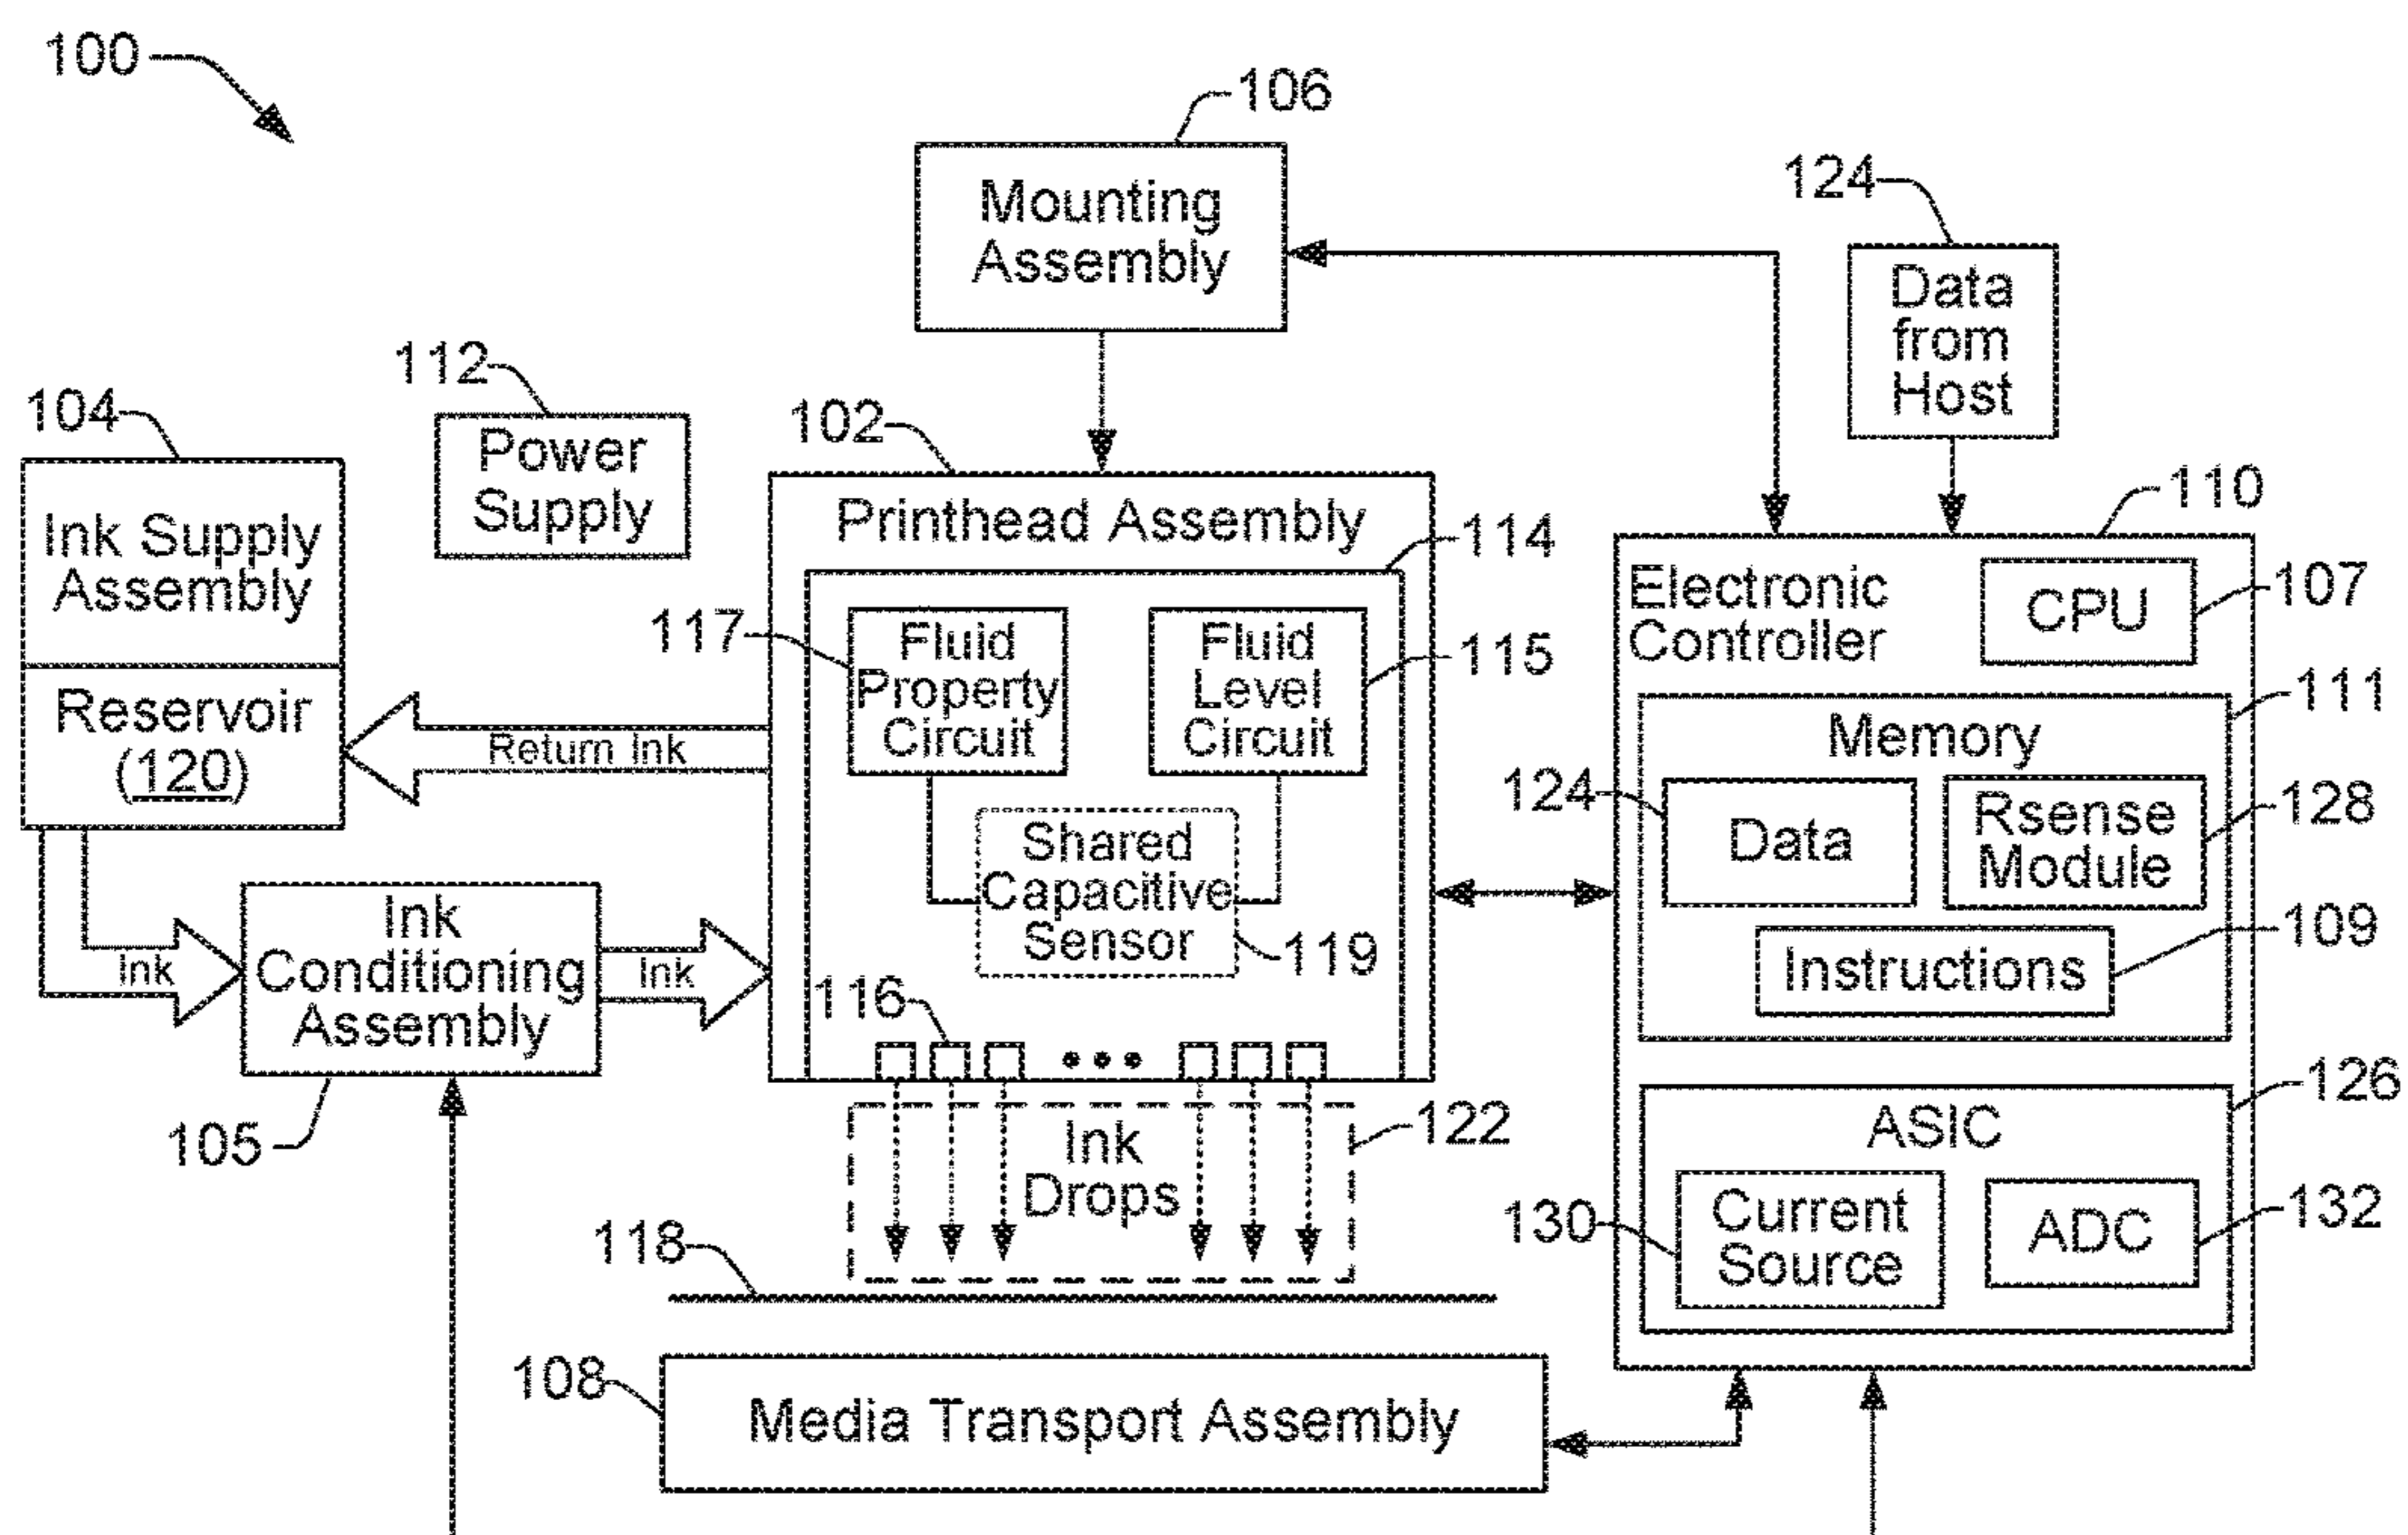 100
106
Mounting
Assembly
124
Data
from
Host
112
Power
Supply
104
Ink Supply
Assembly
Reservoir
(120)
102
Printhead Assembly
114
117
Fluid
Property
Circuit
Fluid
Level
Circuit
115
Return Ink
Shared
Capacitive
Sensor
119
116
Ink
Ink
Conditioning
Assembly
Ink
105
110
Electronic
Controller
CPU
107
111
Memory
124
Data
Rsense
Module
128
Instructions
109
126
ASIC
130
Current
Source
ADC
132
Ink
Drops
122
118
108
Media Transport Assembly